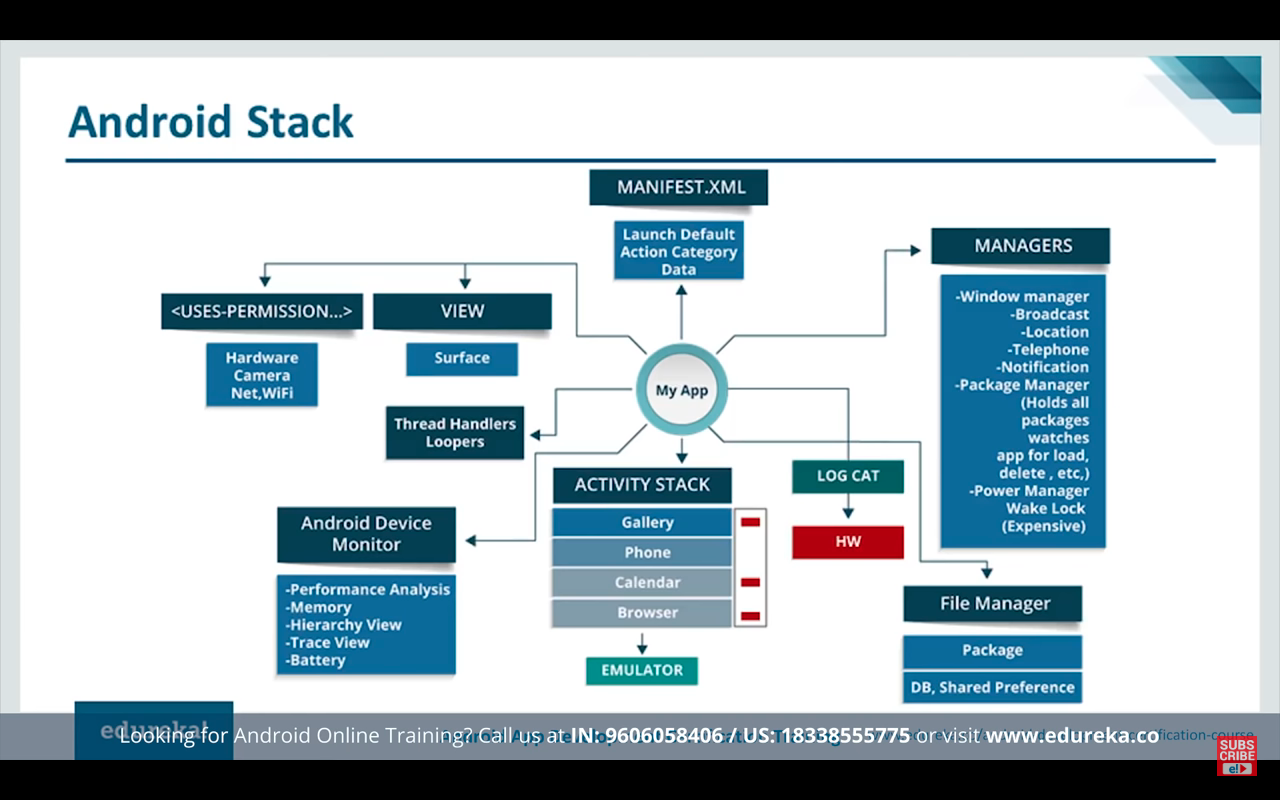 Android Stack
MANIFEST.XML
Launch Default
Action Category
Data
MANAGERS
-Window manager
-Broadcast
-Location
-Telephone
-Notification
-Package Manager
(Holds all
packages
watches
app for load,
delete , etc,)
-Power Manager
Wake Lock
(Expensive)
<USES-PERMISSION...>
Hardware
Camera
Net,WiFi
VIEW
Surface
My App
Thread Handlers
Loopers
ACTIVITY STACK
Gallery
Phone
Calendar
Browser
EMULATOR
LOG CAT
HW
Android Device
Monitor
-Performance Analysis
-Memory
-Hierarchy View
-Trace View
-Battery
File Manager
Package
DB, Shared Preference
edureka!
Looking for Android Online Training? Call us at IN: 9606058406 / US: 18338555775 or visit www.edureka.co
SUBS
CRIBE
e!